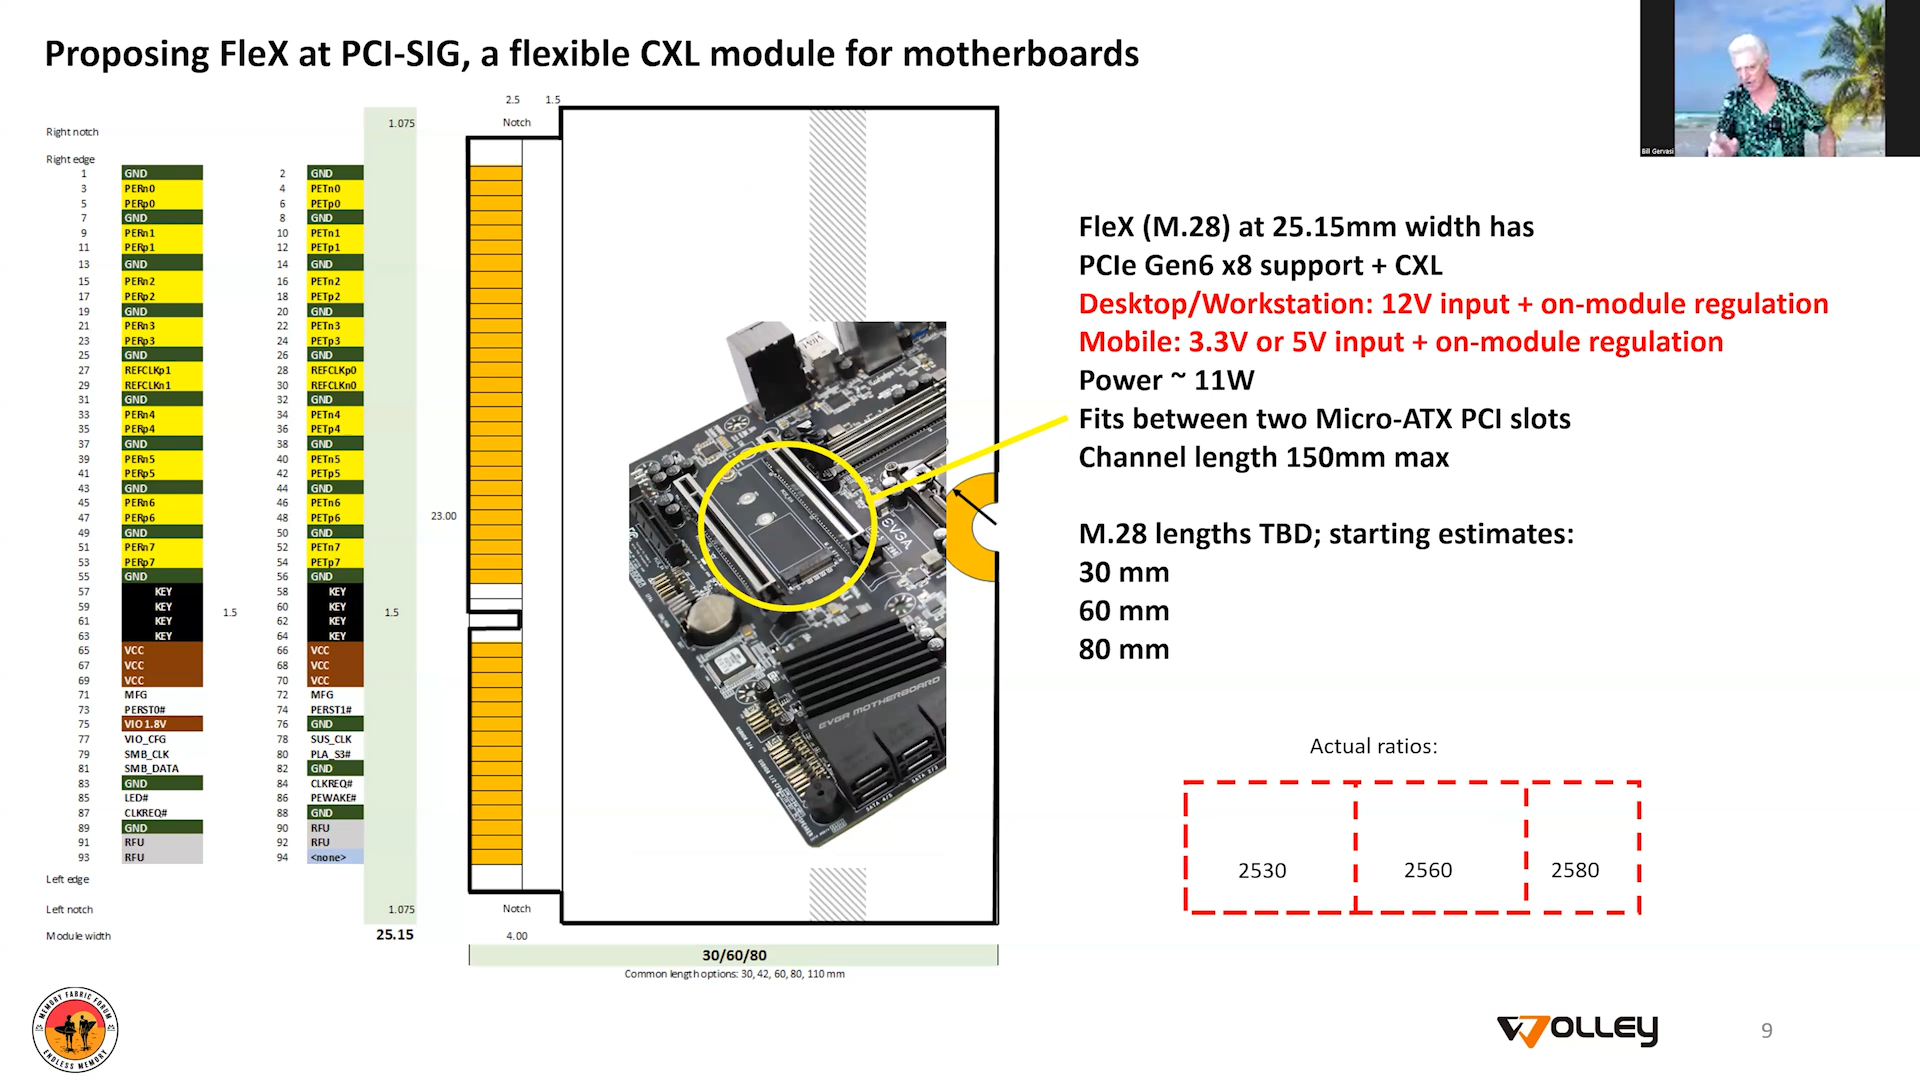 Proposing FleX at PCI-SIG, a flexible CXL module for motherboards
Bill Gervasi
2.5 1.5
1.075 Notch
Right notch
Right edge
1 GND 2 GND
3 PERn0 4 PETn0
5 PERp0 6 PETp0
7 GND 8 GND
9 PERn1 10 PETn1
11 PERp1 12 PETp1
13 GND 14 GND
15 PERn2 16 PETn2
17 PERp2 18 PETp2
19 GND 20 GND
21 PERn3 22 PETn3
23 PERp3 24 PETp3
25 GND 26 GND
27 REFCLKp1 28 REFCLKp0
29 REFCLKn1 30 REFCLKn0
31 GND 32 GND
33 PERn4 34 PETn4
35 PERp4 36 PETp4
37 GND 38 GND
39 PERn5 40 PETn5
41 PERp5 42 PETp5
43 GND 44 GND
45 PERn6 46 PETn6
47 PERp6 48 PETp6
49 GND 50 GND
51 PERn7 52 PETn7
53 PERp7 54 PETp7
55 GND 56 GND
57 KEY 58 KEY
59 KEY 60 KEY
61 KEY 1.5 62 KEY 1.5
63 KEY 64 KEY
65 VCC 66 VCC
67 VCC 68 VCC
69 VCC 70 VCC
71 MFG 72 MFG
73 PERST0# 74 PERST1#
75 VIO 1.8V 76 GND
77 VIO_CFG 78 SUS_CLK
79 SMB_CLK 80 PLA_S3#
81 SMB_DATA 82 GND
83 GND 84 CLKREQ#
85 LED# 86 PEWAKE#
87 CLKREQ# 88 GND
89 GND 90 RFU
91 RFU 92 RFU
93 RFU 94 <none>
Left edge
Left notch 1.075 Notch
Module width 25.15 4.00
23.00
30/60/80
Common length options: 30, 42, 60, 80, 110 mm
EVGA
EVGA MOTHERBOARD
SATA 4/5
SATA 2/3
FleX (M.28) at 25.15mm width has
PCIe Gen6 x8 support + CXL
Desktop/Workstation: 12V input + on-module regulation
Mobile: 3.3V or 5V input + on-module regulation
Power ~ 11W
Fits between two Micro-ATX PCI slots
Channel length 150mm max
M.28 lengths TBD; starting estimates:
30 mm
60 mm
80 mm
Actual ratios:
2530 2560 2580
MEMORY FABRIC FORUM
ENDLESS MEMORY
WOLLEY
9